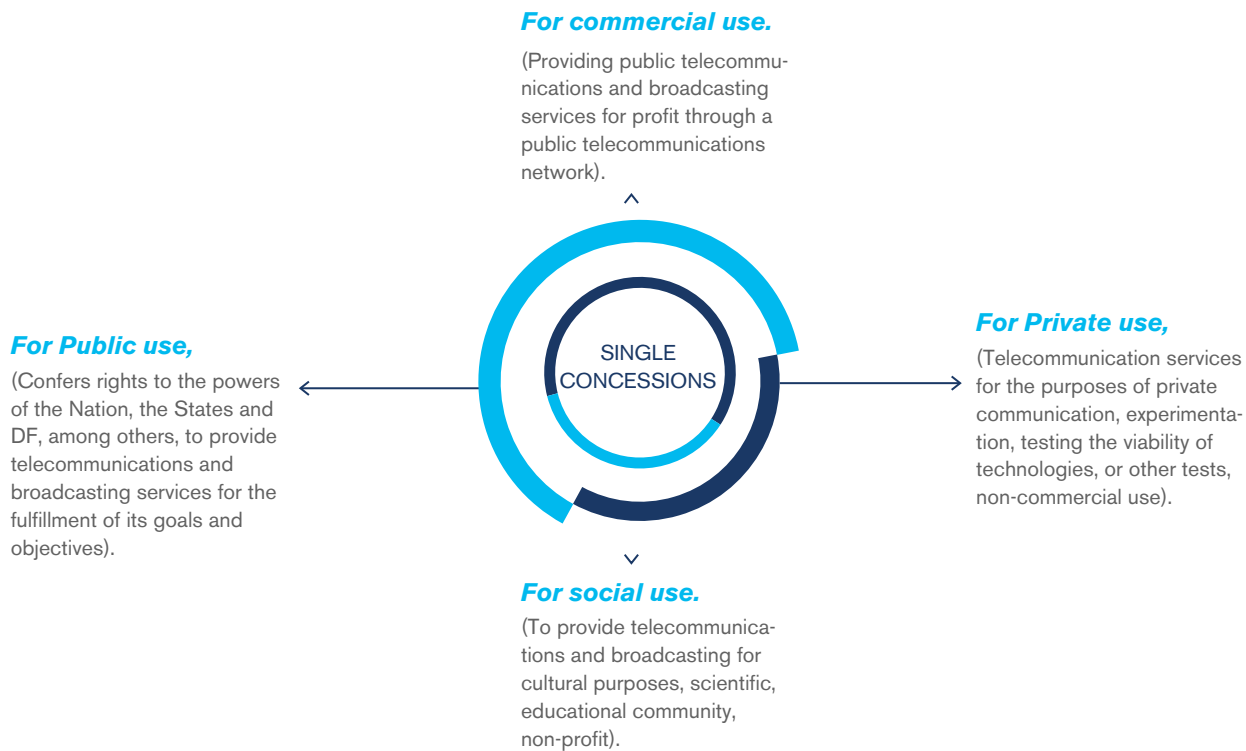 For commercial use.
(Providing public telecommu-
nications and broadcasting
services for profit through a
public telecommunications
network).
For Public use,
(Confers rights to the powers
of the Nation, the States and
DF, among others, to provide
telecommunications and
broadcasting services for the
fulfillment of its goals and
objectives).
SINGLE
CONCESSIONS
For Private use,
(Telecommunication services
for the purposes of private
communication, experimenta-
tion, testing the viability of
technologies, or other tests,
non-commercial use).
For social use.
(To provide telecommunica-
tions and broadcasting for
cultural purposes, scientific,
educational community,
non-profit).